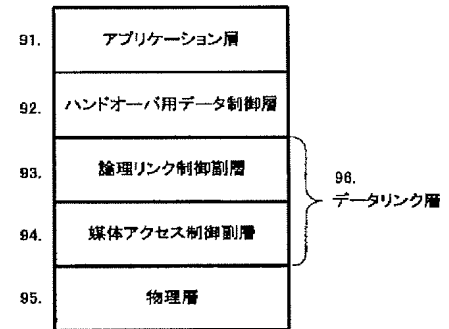 91. アプリケーション層
92. ハンドオーバ用データ制御層
93. 論理リンク制御副層
94. 媒体アクセス制御副層
95. 物理層
96.
データリンク層